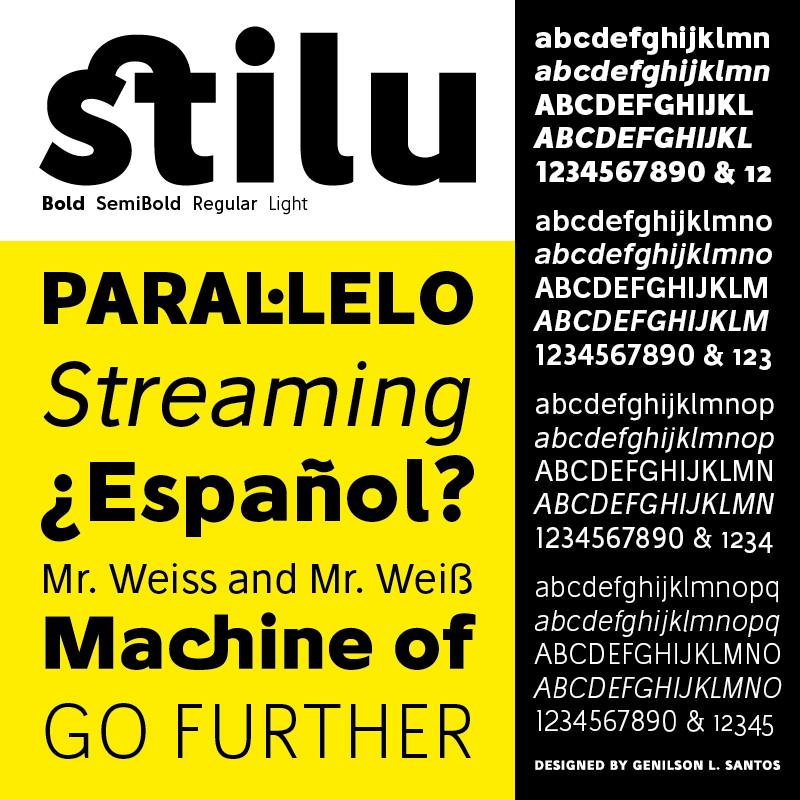 stilu
Bold SemiBold Regular Light
PARAL·LELO
Streaming
¿Español?
Mr. Weiss and Mr. Weiß
Machine of
GO FURTHER
abcdefghijklmn
abcdefghijklmn
ABCDEFGHIJKL
ABCDEFGHIJKL
1234567890 & 12
abcdefghijklmno
abcdefghijklmno
ABCDEFGHIJKLM
ABCDEFGHIJKLM
1234567890 & 123
abcdefghijklmnop
abcdefghijklmnop
ABCDEFGHIJKLMN
ABCDEFGHIJKLMN
1234567890 & 1234
abcdefghijklmnopq
abcdefghijklmnopq
ABCDEFGHIJKLMNO
ABCDEFGHIJKLMNO
1234567890 & 12345
DESIGNED BY GENILSON L. SANTOS